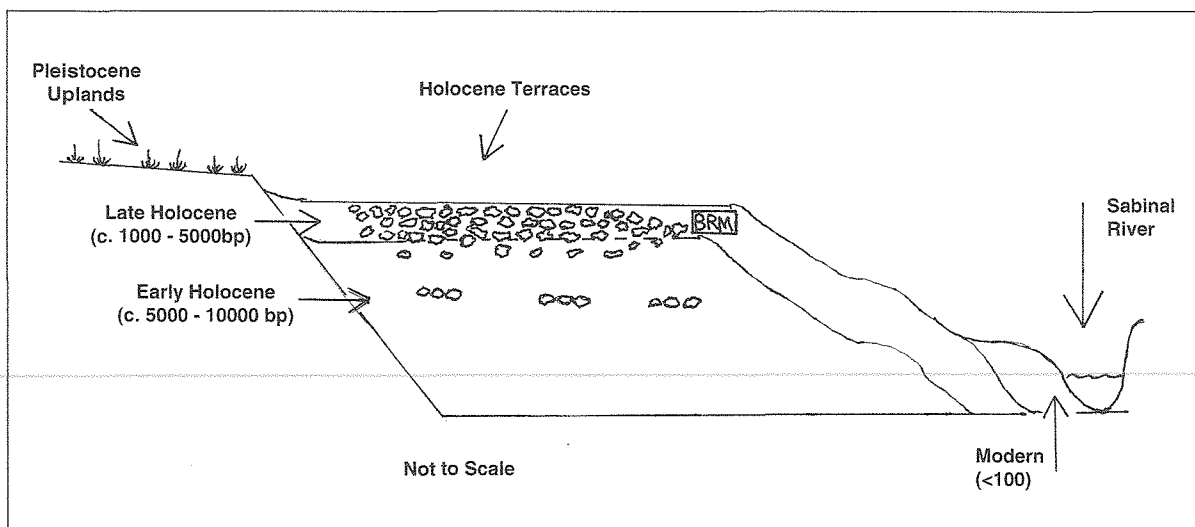 Pleistocene
Uplands
Holocene Terraces
Late Holocene
(c. 1000 - 5000bp)
BRM
Sabinal
River
Early Holocene
(c. 5000 - 10000 bp)
Not to Scale
Modern
(<100)